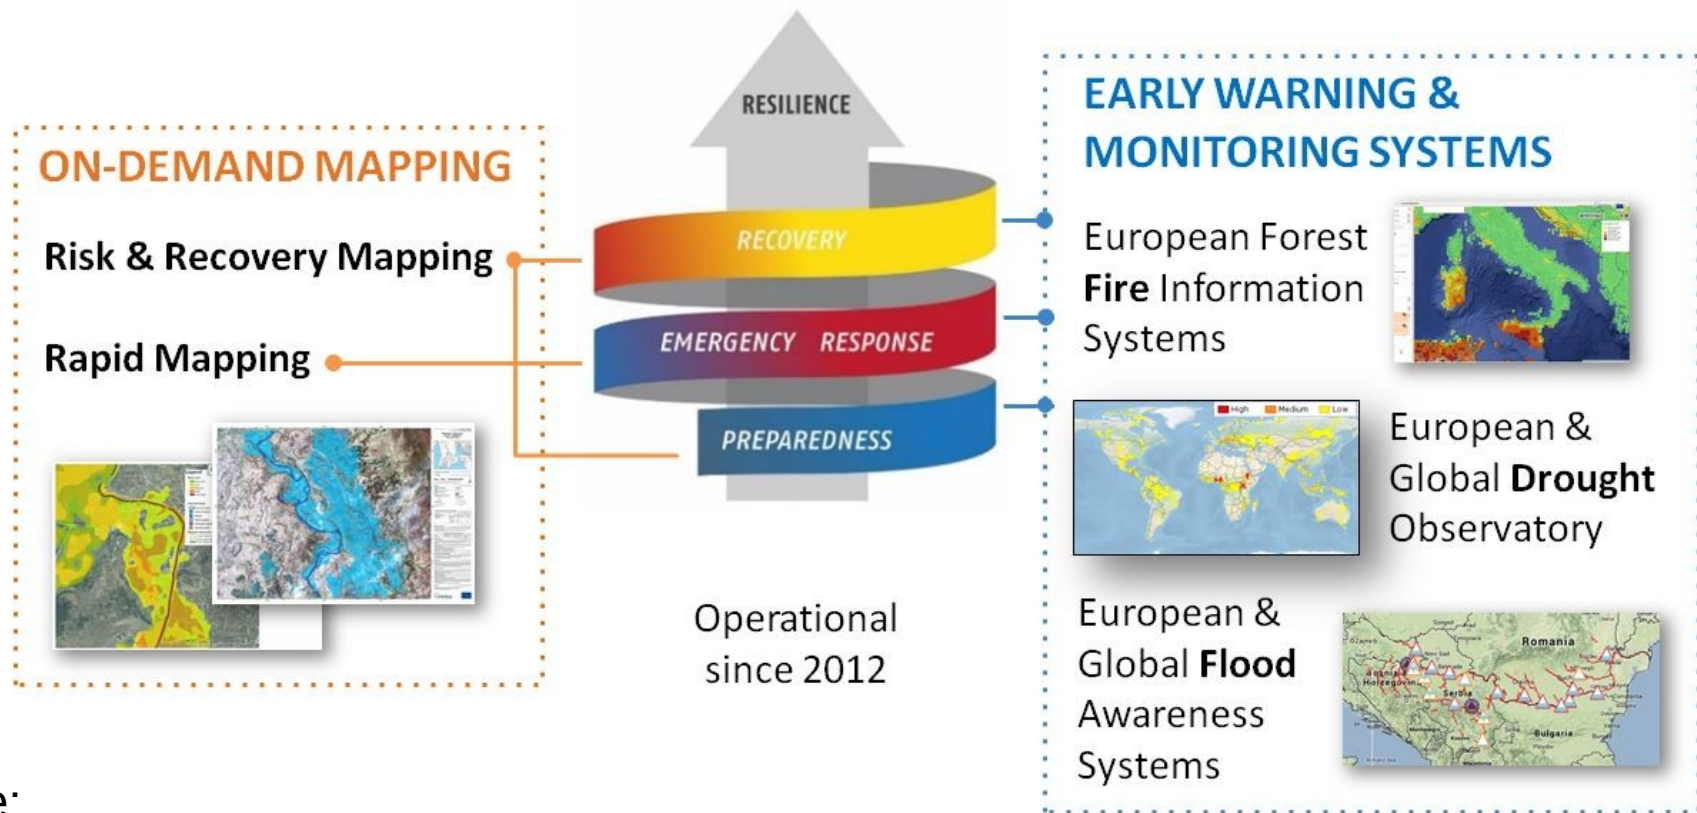 ON-DEMAND MAPPING
Risk & Recovery Mapping
Rapid Mapping
RESILIENCE
RECOVERY
EMERGENCY RESPONSE
PREPAREDNESS
Operational
since 2012
EARLY WARNING &
MONITORING SYSTEMS
European Forest
Fire Information
Systems
High Medium Low
European &
Global Drought
Observatory
European &
Global Flood
Awareness
Systems
Romania
Serbia
Bulgaria
e: